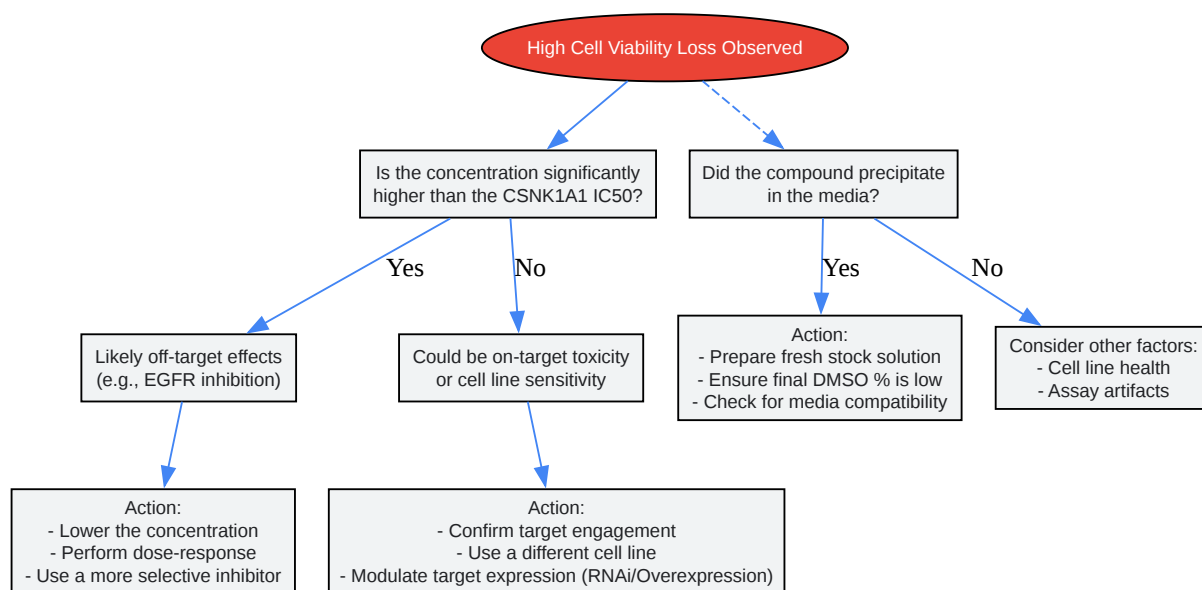 High Cell Viability Loss Observed
Is the concentration significantly
higher than the CSNK1A1 IC50?
Did the compound precipitate
in the media?
Yes
No
Yes
No
Likely off-target effects
(e.g., EGFR inhibition)
Could be on-target toxicity
or cell line sensitivity
Action:
- Prepare fresh stock solution
- Ensure final DMSO % is low
- Check for media compatibility
Consider other factors:
- Cell line health
- Assay artifacts
Action:
- Lower the concentration
- Perform dose-response
- Use a more selective inhibitor
Action:
- Confirm target engagement
- Use a different cell line
- Modulate target expression (RNAi/Overexpression)